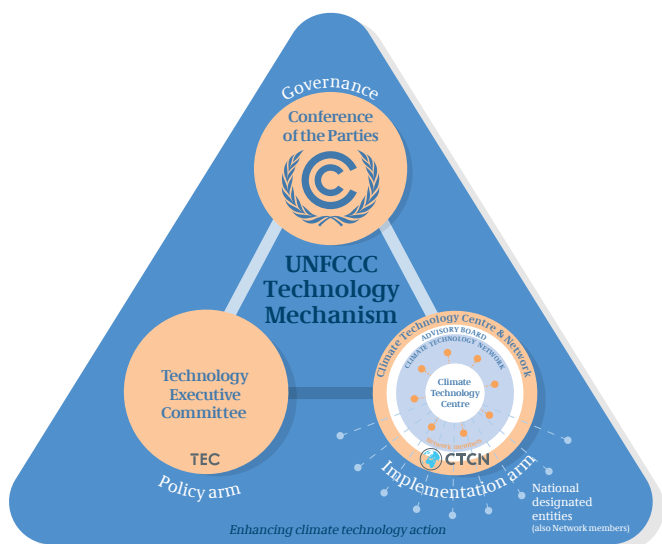 Governance
Conference
of the Parties
UNFCCC
Technology
Mechanism
Technology
Executive
Committee
TEC
Policy arm
Climate Technology Centre & Network
ADVISORY BOARD
CLIMATE TECHNOLOGY NETWORK
Climate
Technology
Centre
Network members
CTCN
Implementation arm
National
designated
entities
(also Network members)
Enhancing climate technology action